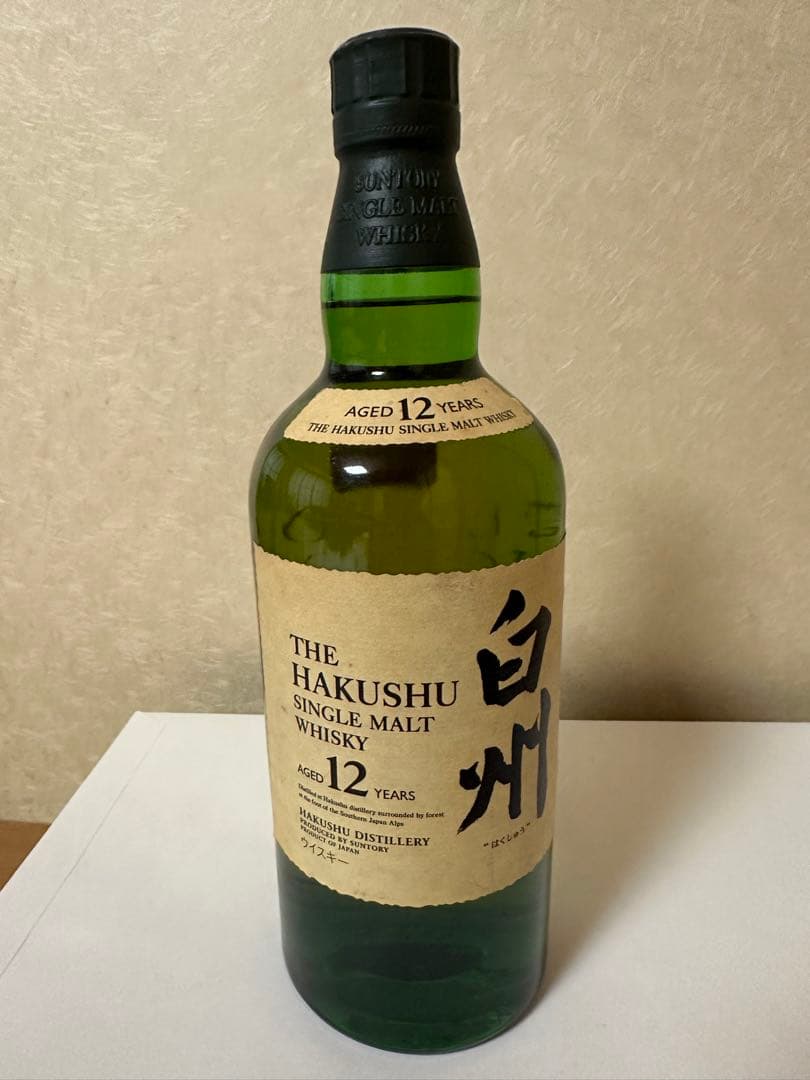 SUNTORY
SINGLE MALT
WHISKY
AGED 12 YEARS
THE HAKUSHU SINGLE MALT WHISKY
白州
"はくしゅう"
THE
HAKUSHU
SINGLE MALT
WHISKY
AGED 12 YEARS
Distilled at Hakushu distillery surrounded by forest
at the foot of the Southern Japan Alps
HAKUSHU DISTILLERY
PRODUCED BY SUNTORY
PRODUCT OF JAPAN
ウイスキー